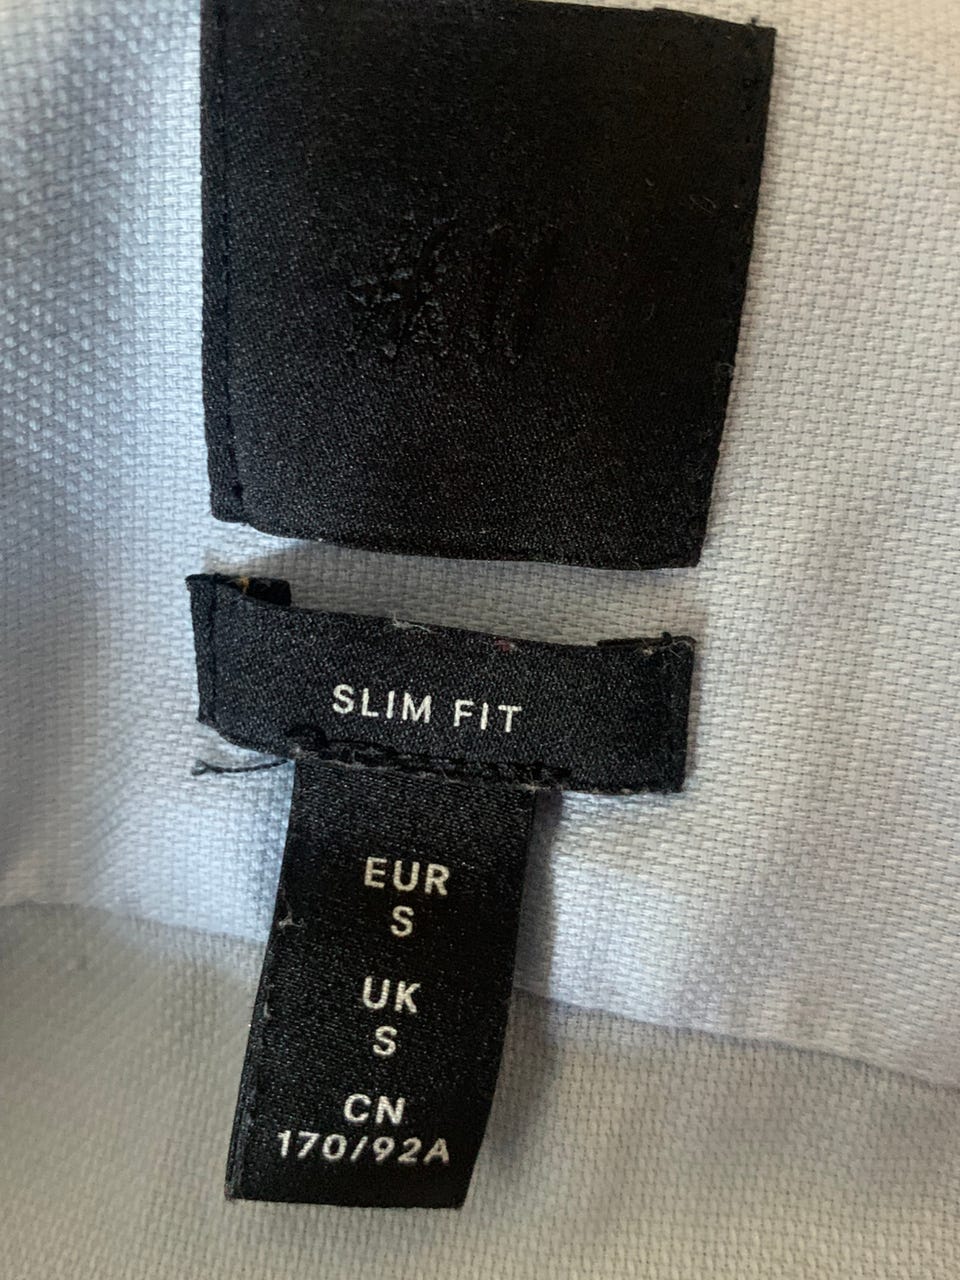 H&M
SLIM FIT
EUR
S
UK
S
CN
170/92A